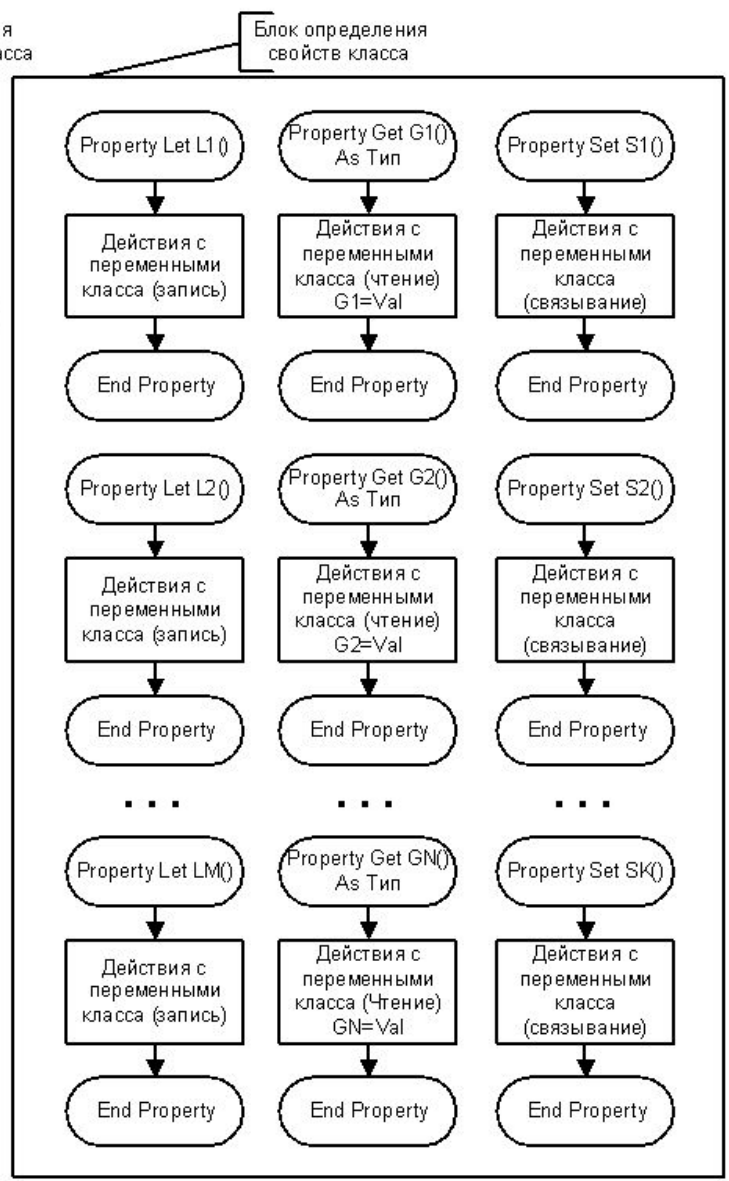 я
асса
Блок определения
свойств класса
Property Let L1()
Property Get G1()
As Тип
Property Set S1()
Действия с
переменными
класса (запись)
Действия с
переменными
класса (чтение)
G1=Val
Действия с
переменными
класса
(связывание)
End Property
End Property
End Property
Property Let L2()
Property Get G2()
As Тип
Property Set S2()
Действия с
переменными
класса (запись)
Действия с
переменными
класса (чтение)
G2=Val
Действия с
переменными
класса
(связывание)
End Property
End Property
End Property
. . .
. . .
. . .
Property Let LM()
Property Get GN()
As Тип
Property Set SK()
Действия с
переменными
класса (запись)
Действия с
переменными
класса (Чтение)
GN=Val
Действия с
переменными
класса
(связывание)
End Property
End Property
End Property